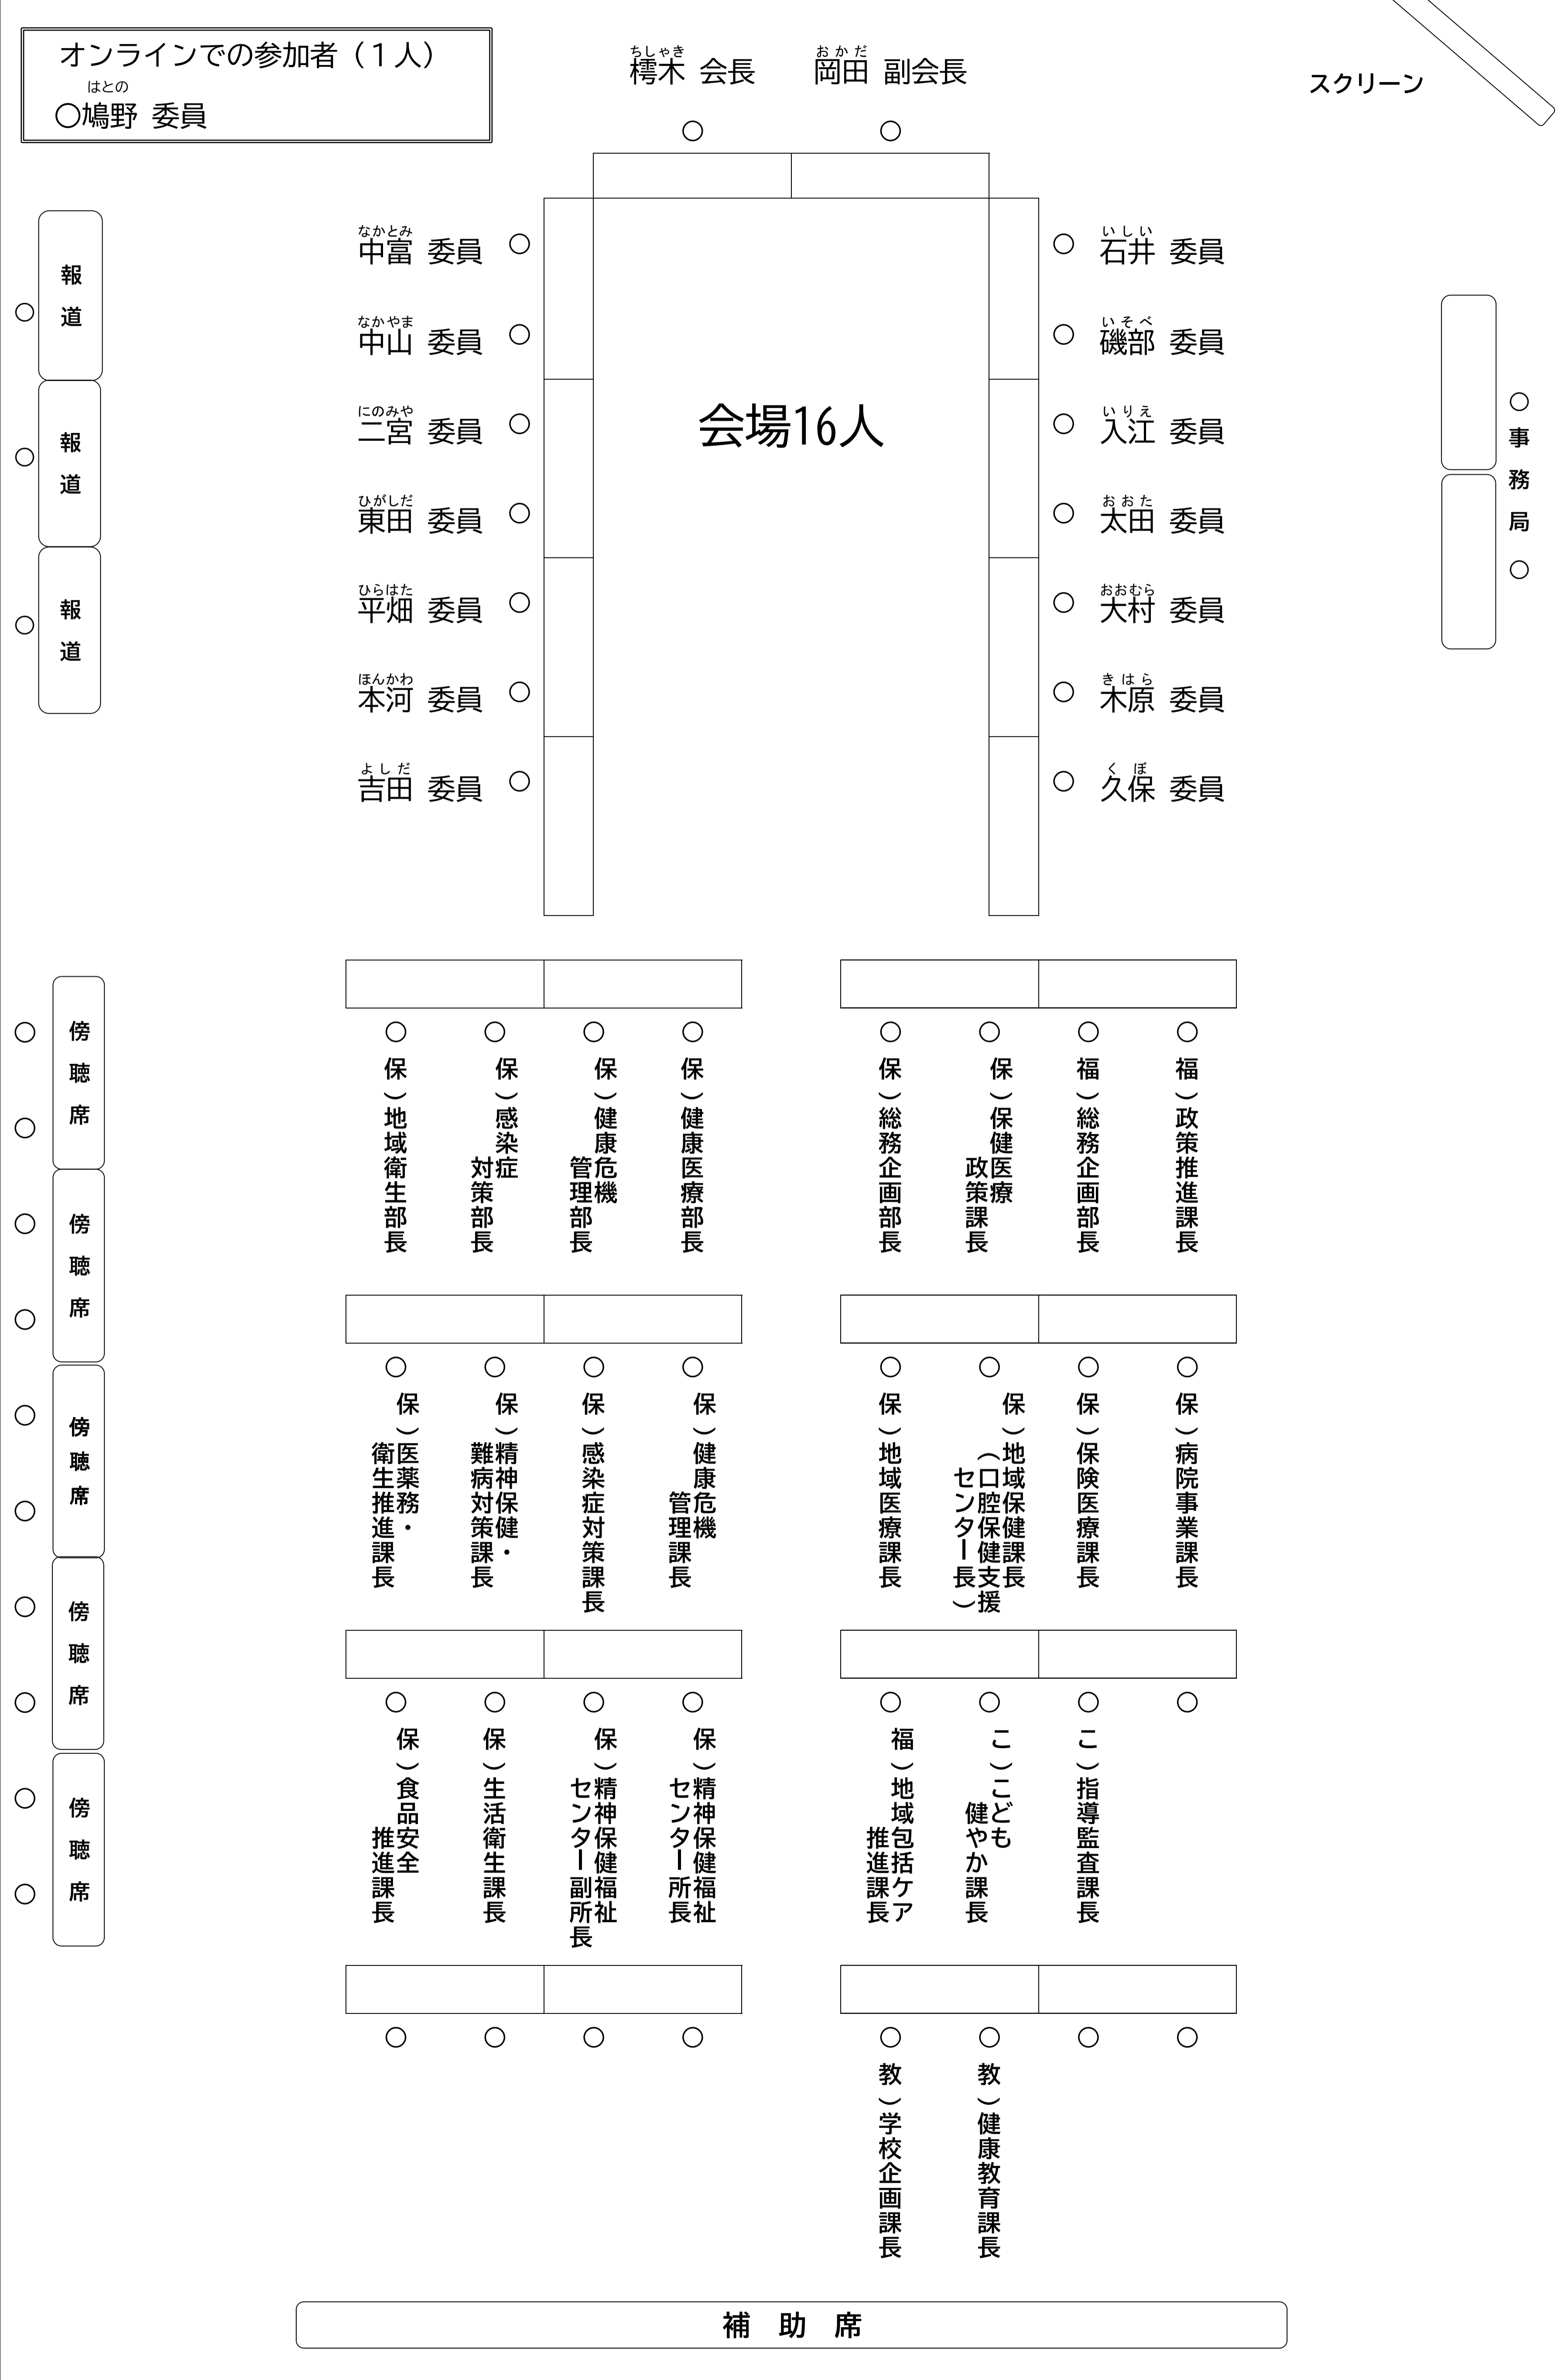 オンラインでの参加者（１人）
はとの
○鳩野 委員
ちしゃき
樗木 会長
おかだ
岡田 副会長
スクリーン
なかとみ
中富 委員
なかやま
中山 委員
にのみや
二宮 委員
ひがしだ
東田 委員
ひらはた
平畑 委員
ほんかわ
本河 委員
よしだ
吉田 委員
会場16人
いしい
石井 委員
いそべ
磯部 委員
いりえ
入江 委員
おおた
太田 委員
おおむら
大村 委員
きはら
木原 委員
くぼ
久保 委員
報道
報道
報道
○事務局○
傍聴席
傍聴席
傍聴席
傍聴席
傍聴席
保）地域衛生部長
保）感染症
対策部長
保）健康危機
管理部長
保）健康医療部長
保）総務企画部長
保）保健医療
政策課長
福）総務企画部長
福）政策推進課長
保）医薬務・
衛生推進課長
保）精神保健・
難病対策課長
保）感染症対策課長
保）健康危機
管理課長
保）地域医療課長
保）地域保健課長
（口腔保健支援
センター長）
保）保険医療課長
保）病院事業課長
保）食品安全
推進課長
保）生活衛生課長
保）精神保健福祉
センター副所長
保）精神保健福祉
センター所長
福）地域包括ケア
推進課長
こ）こども
健やか課長
こ）指導監査課長
教）学校企画課長
教）健康教育課長
補助席